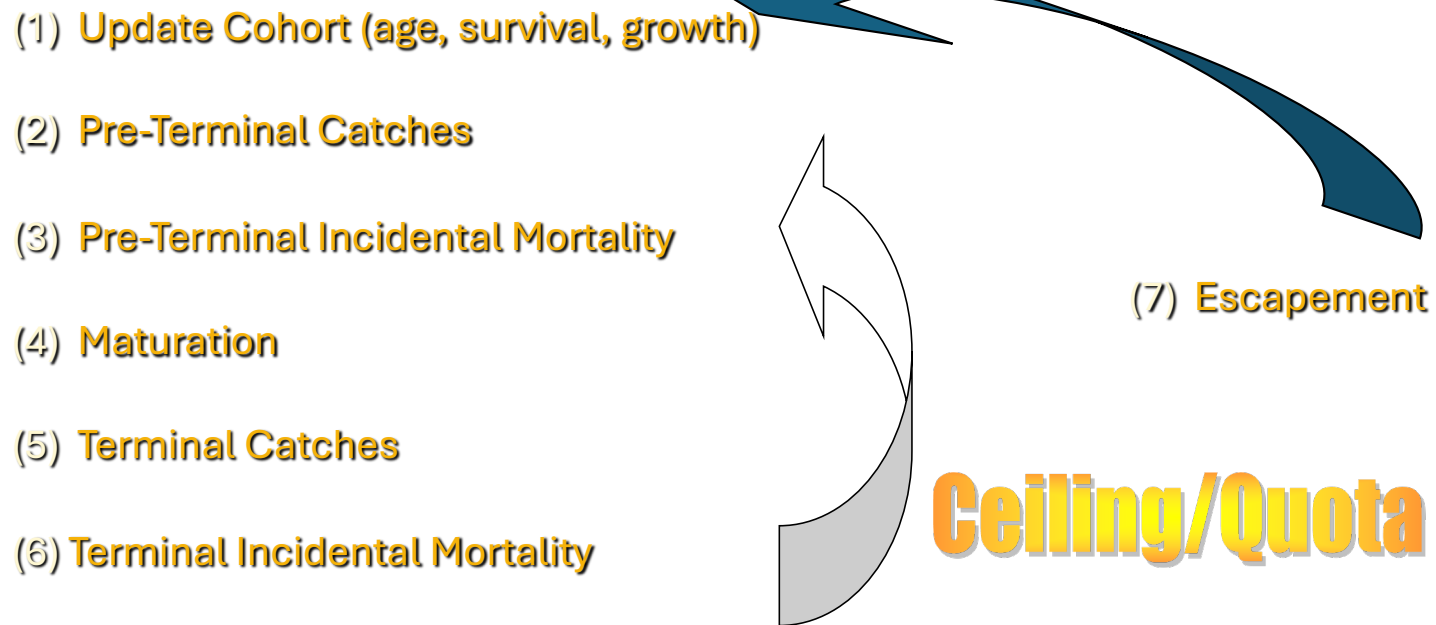 (1) Update Cohort (age, survival, growth)
(2) Pre-Terminal Catches
(3) Pre-Terminal Incidental Mortality
(7) Escapement
(4) Maturation
(5) Terminal Catches
Ceiling/Quota
(6) Terminal Incidental Mortality